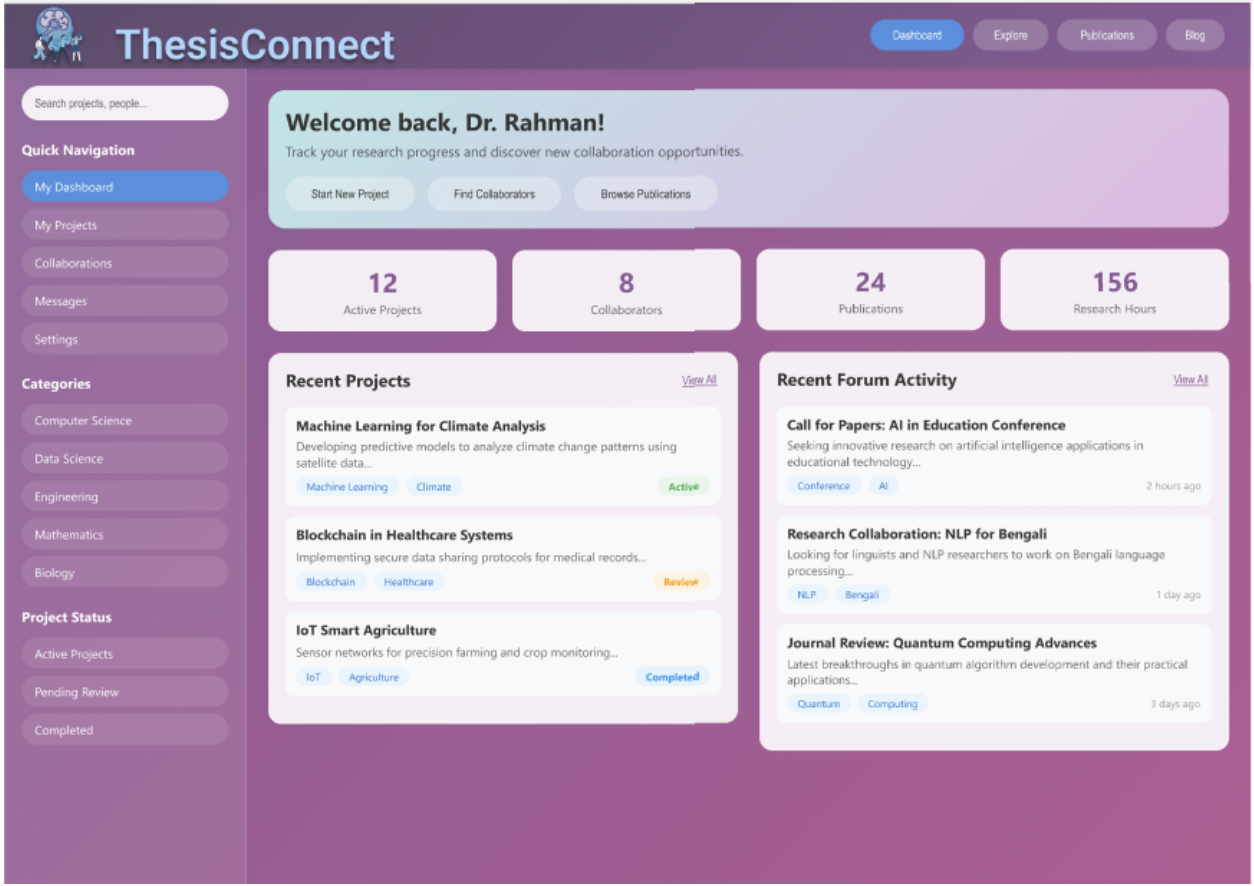 ThesisConnect
Dashboard
Explore
Publications
Blog
Search projects, people...
Quick Navigation
My Dashboard
My Projects
Collaborations
Messages
Settings
Categories
Computer Science
Data Science
Engineering
Mathematics
Biology
Project Status
Active Projects
Pending Review
Completed
Welcome back, Dr. Rahman!
Track your research progress and discover new collaboration opportunities.
Start New Project
Find Collaborators
Browse Publications
12
Active Projects
8
Collaborators
24
Publications
156
Research Hours
Recent Projects
View All
Machine Learning for Climate Analysis
Developing predictive models to analyze climate change patterns using
satellite data...
Machine Learning
Climate
Active
Blockchain in Healthcare Systems
Implementing secure data sharing protocols for medical records...
Blockchain
Healthcare
Review
IoT Smart Agriculture
Sensor networks for precision farming and crop monitoring...
IoT
Agriculture
Completed
Recent Forum Activity
View All
Call for Papers: AI in Education Conference
Seeking innovative research on artificial intelligence applications in
educational technology...
Conference
AI
2 hours ago
Research Collaboration: NLP for Bengali
Looking for linguists and NLP researchers to work on Bengali language
processing...
NLP
Bengali
1 day ago
Journal Review: Quantum Computing Advances
Latest breakthroughs in quantum algorithm development and their practical
applications...
Quantum
Computing
3 days ago